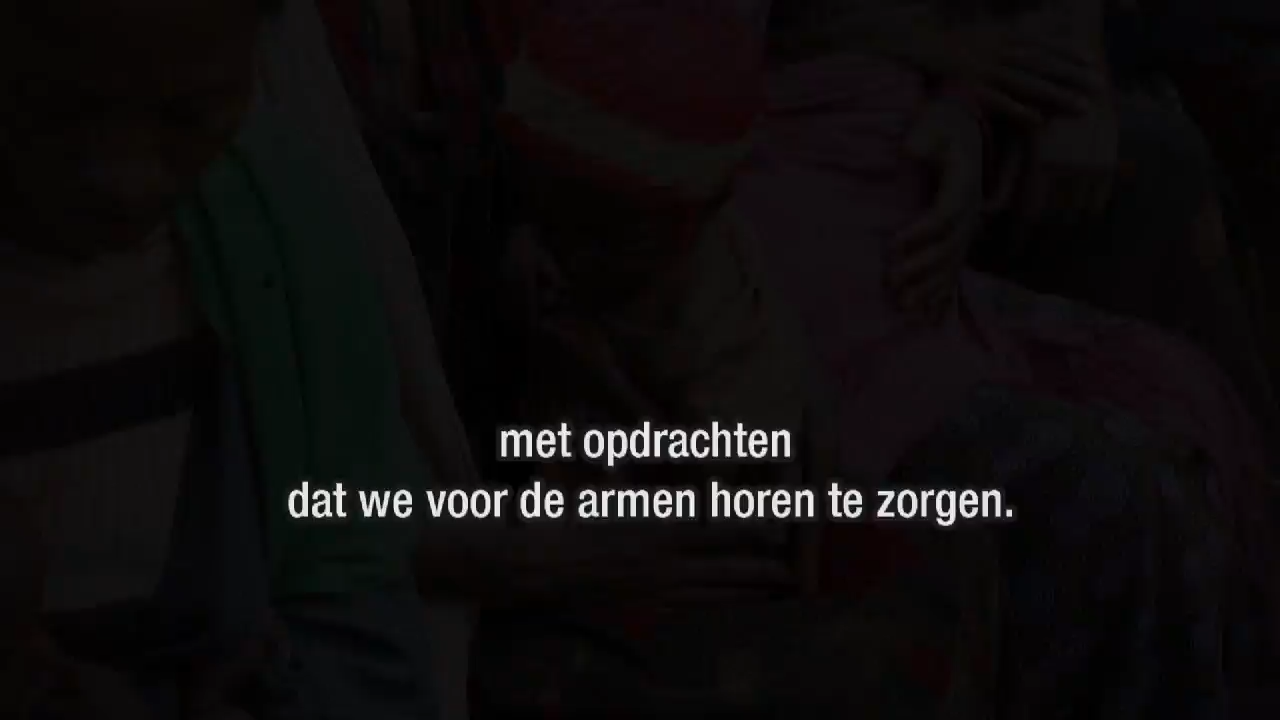 met opdrachten
dat we voor de armen horen te zorgen.